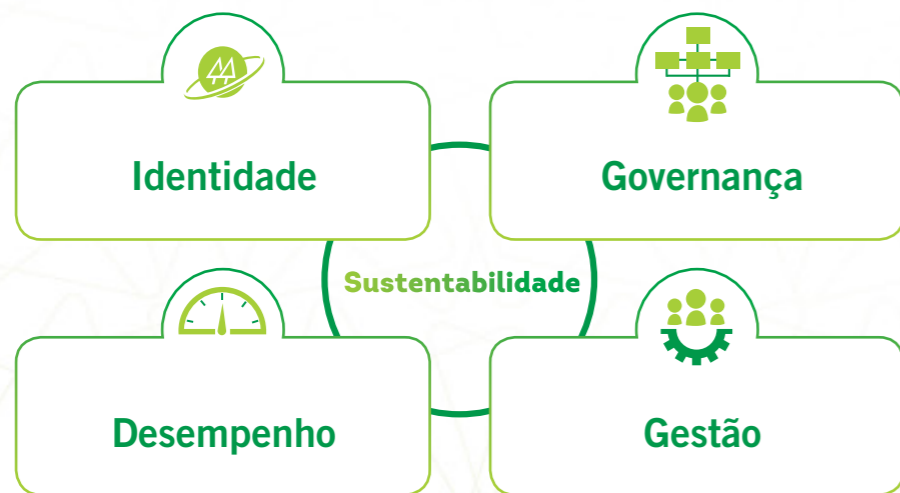 Identidade
Governança
Sustentabilidade
Desempenho
Gestão